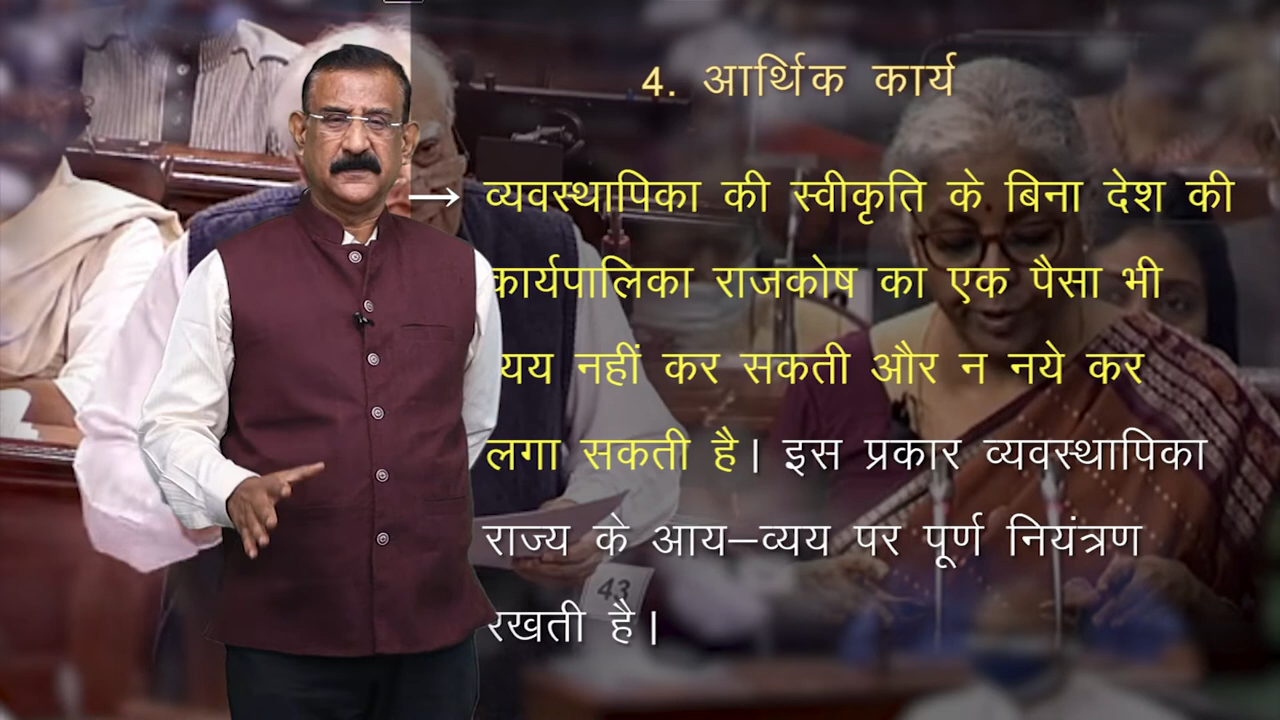 4. आर्थिक कार्य
→ व्यवस्थापिका की स्वीकृति के बिना देश की
कार्यपालिका राजकोष का एक पैसा भी
नहीं कर सकती और न नये कर
लगा सकती है। इस प्रकार व्यवस्थापिका
राज्य के आय–व्यय पर पूर्ण नियंत्रण
रखती है।
43